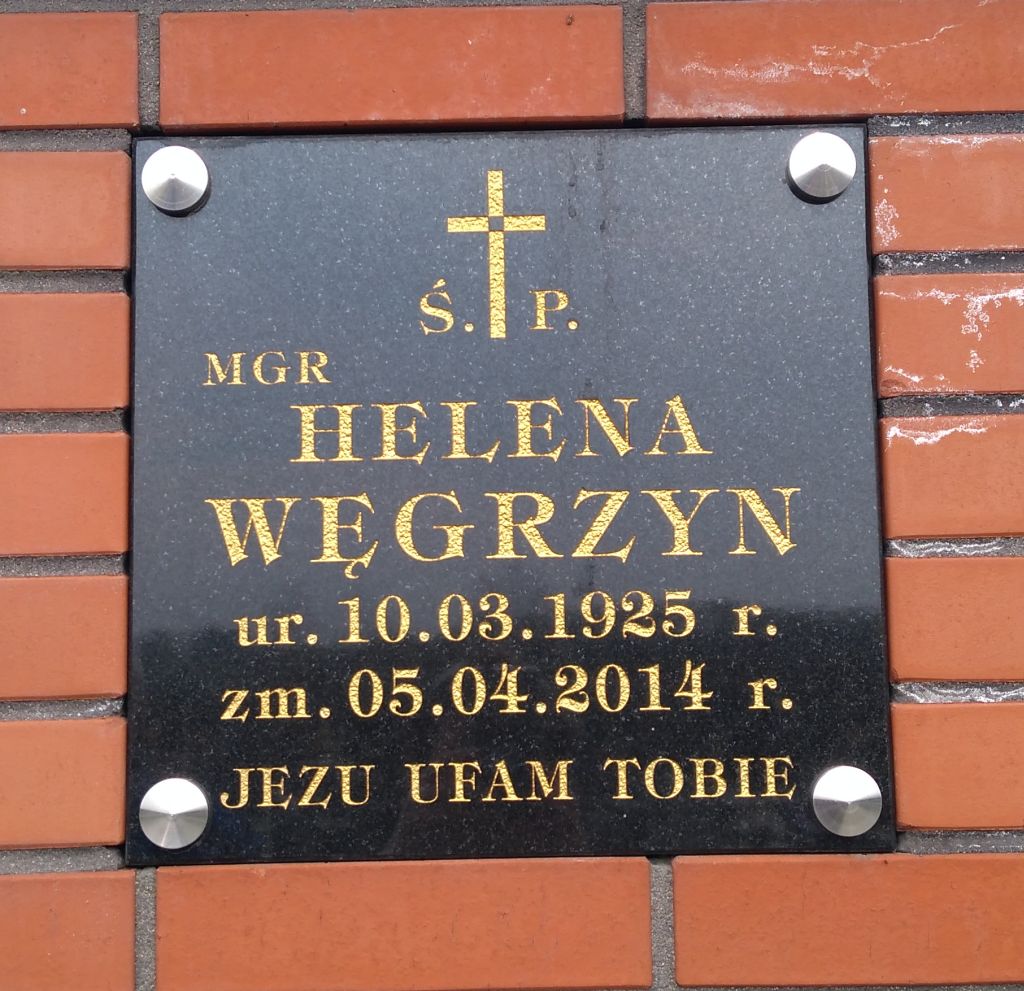 Ś. P.
MGR
HELENA
WĘGRZYN
ur. 10.03.1925 r.
zm. 05.04.2014 r.
JEZU UFAM TOBIE